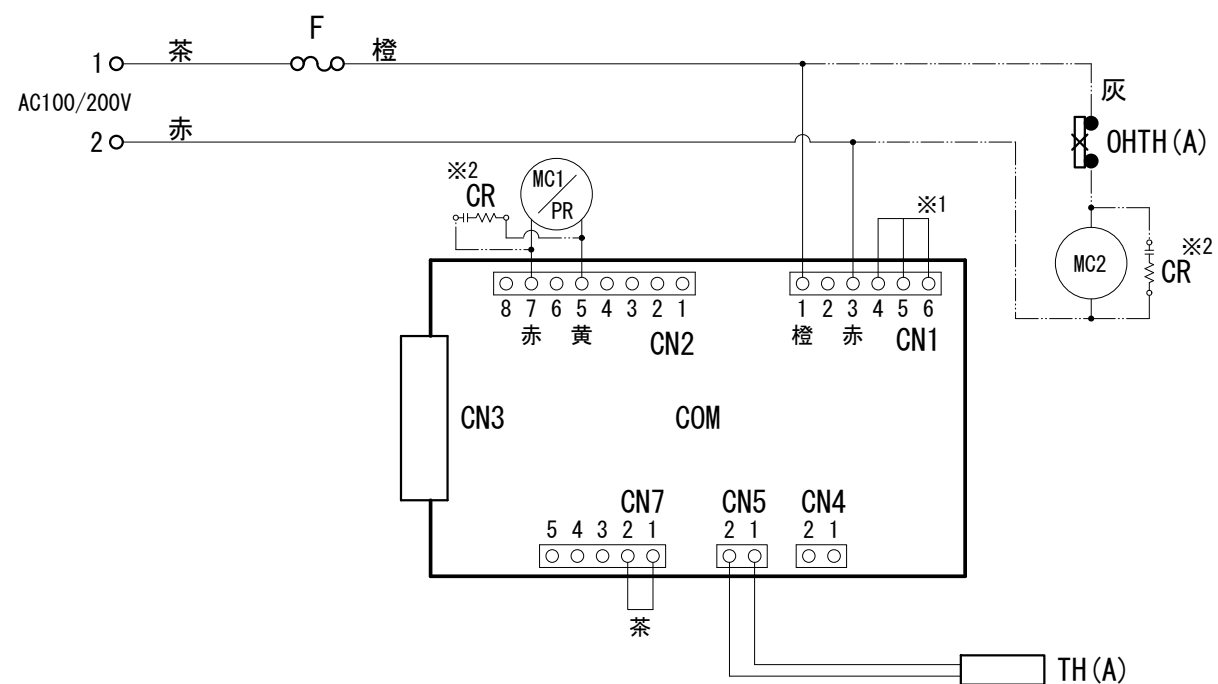 F
1 茶 橙
AC100/200V
2 赤
灰
OHTH(A)
※2
CR
MC1/PR
※1
MC2
※2
CR
8 7 6 5 4 3 2 1
赤 黄
CN2
1 2 3 4 5 6
橙 赤
CN1
CN3
COM
CN7
5 4 3 2 1
CN5
2 1
CN4
2 1
茶
TH(A)